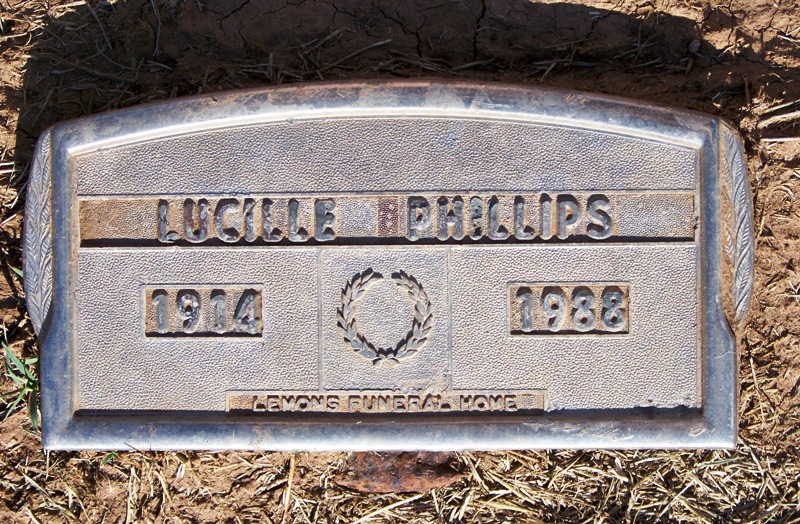 LUCILLE PHILLIPS
1914 1988
LEMONS FUNERAL HOME